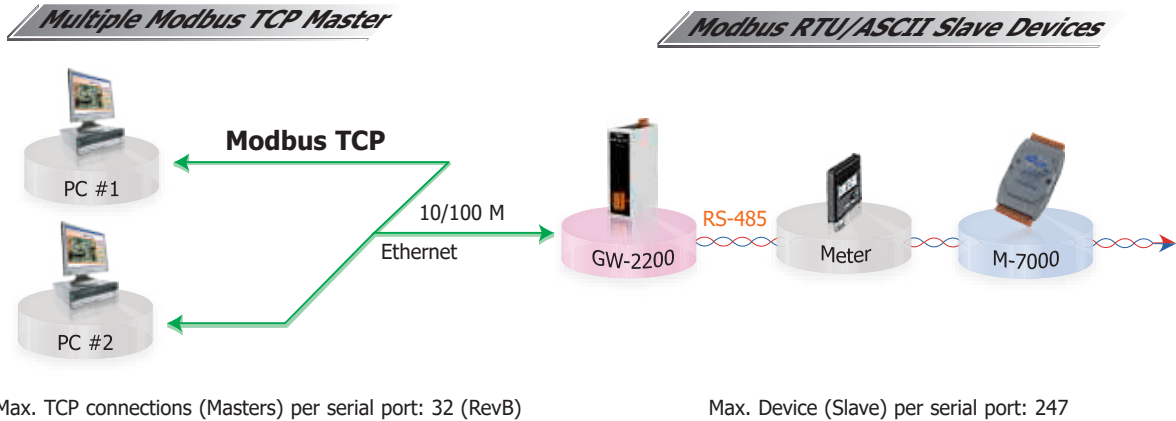 Multiple Modbus TCP Master
Modbus RTU/ASCII Slave Devices
Modbus TCP
PC #1
10/100 M
Ethernet
RS-485
GW-2200
Meter
M-7000
PC #2
Max. TCP connections (Masters) per serial port: 32 (RevB)
Max. Device (Slave) per serial port: 247